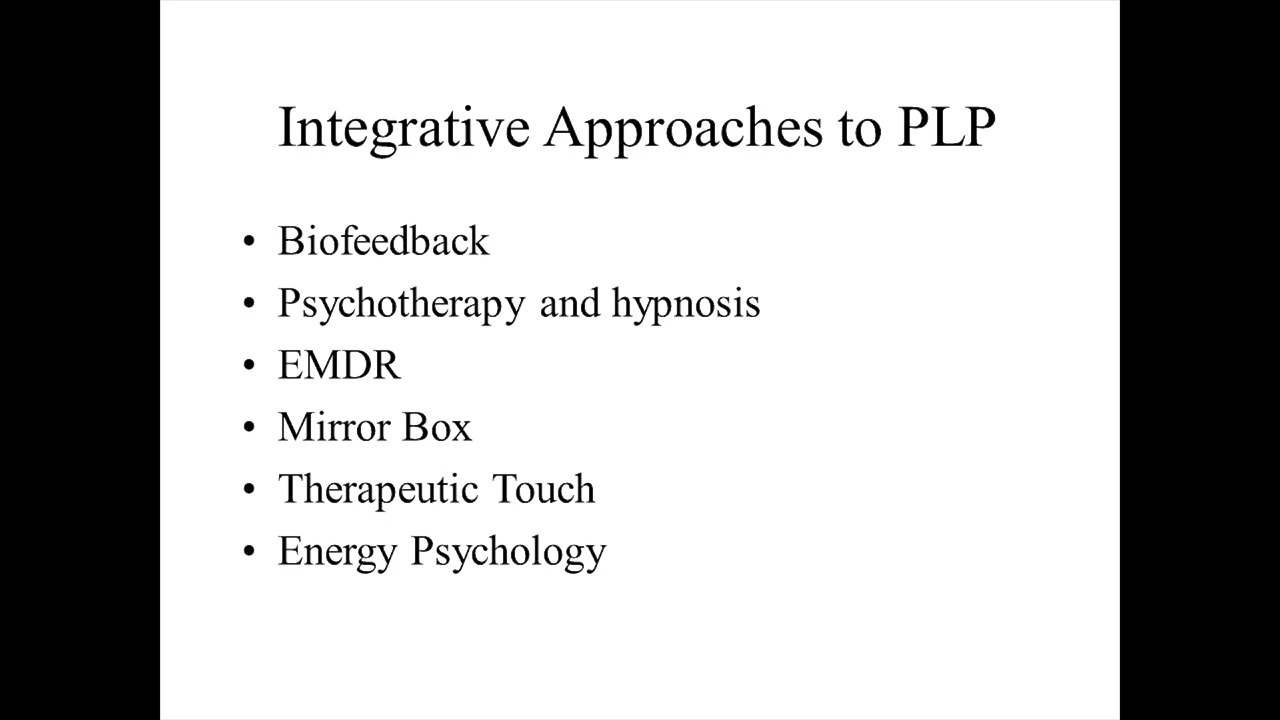 Integrative Approaches to PLP
• Biofeedback
• Psychotherapy and hypnosis
• EMDR
• Mirror Box
• Therapeutic Touch
• Energy Psychology